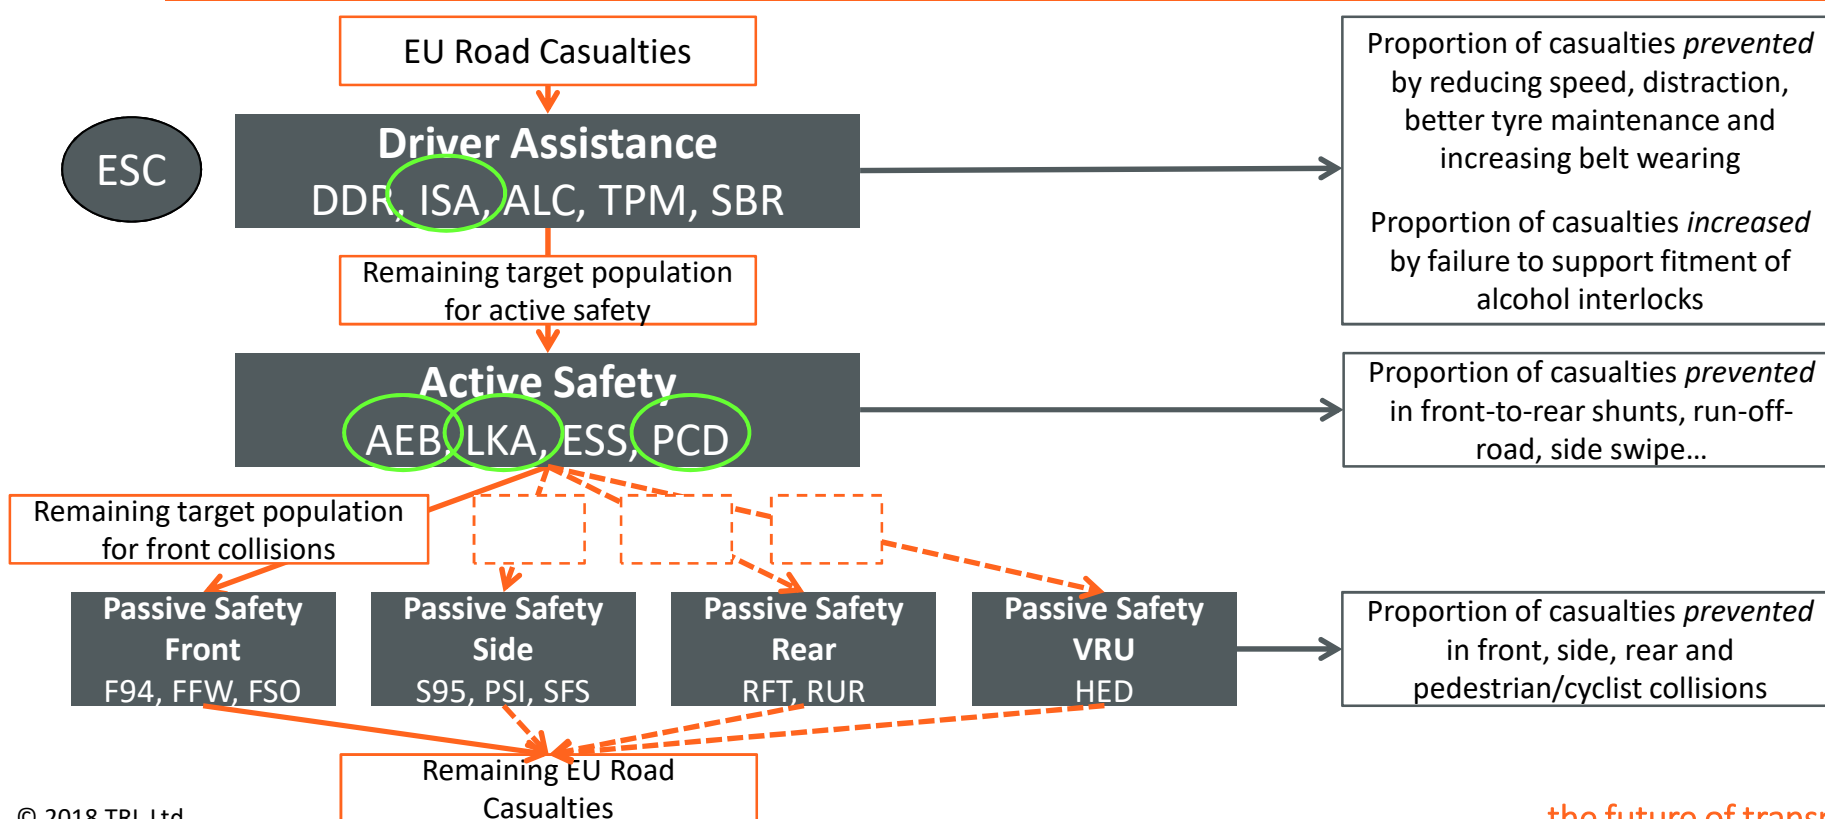 EU Road Casualties
ESC
Driver Assistance
DDR, ISA, ALC, TPM, SBR
Proportion of casualties prevented
by reducing speed, distraction,
better tyre maintenance and
increasing belt wearing
Proportion of casualties increased
by failure to support fitment of
alcohol interlocks
Remaining target population
for active safety
Active Safety
AEB, LKA, ESS, PCD
Proportion of casualties prevented
in front-to-rear shunts, run-off-
road, side swipe...
Remaining target population
for front collisions
Passive Safety
Front
F94, FFW, FSO
Passive Safety
Side
S95, PSI, SFS
Passive Safety
Rear
RFT, RUR
Passive Safety
VRU
HED
Proportion of casualties prevented
in front, side, rear and
pedestrian/cyclist collisions
Remaining EU Road
Casualties
© 2018 TRL Ltd
the future of